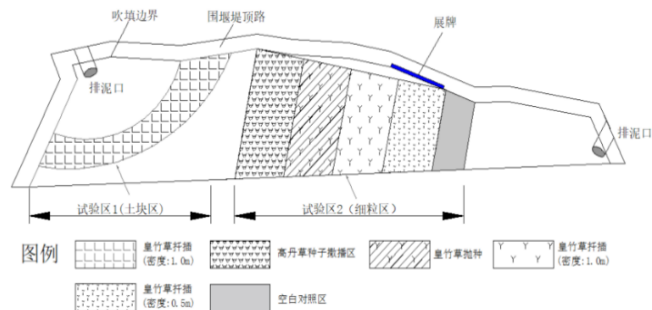 吹填边界
围堰堤顶路
展牌
排泥口
排泥口
试验区1(土块区)
试验区2(细粒区)
图例
皇竹草扦插
(密度:1.0m)
高丹草种子散播区
皇竹草抛种
皇竹草扦插
(密度:1.0m)
皇竹草扦插
(密度:0.5m)
空白对照区